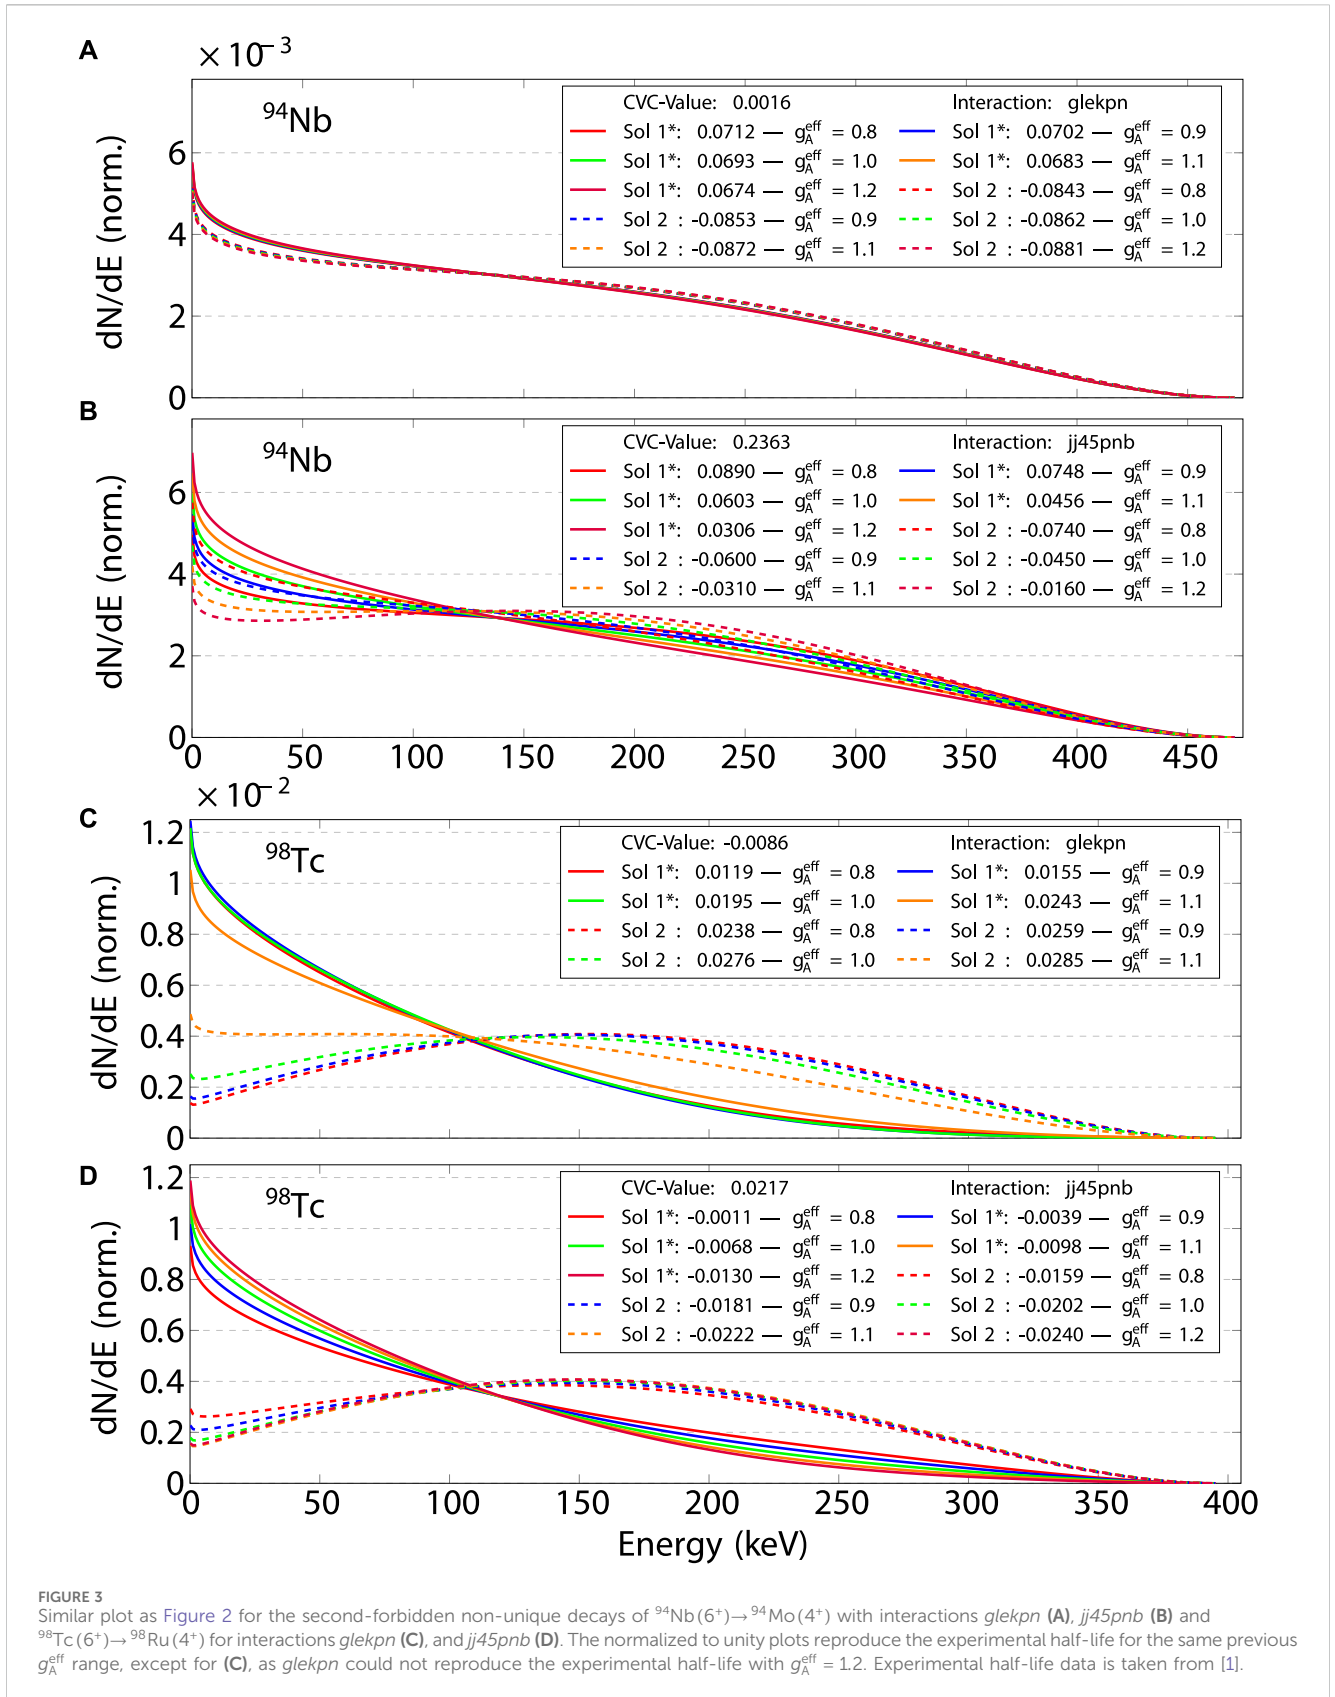 A
× 10⁻³
⁹⁴Nb
CVC-Value: 0.0016 Interaction: glekpn
Sol 1*: 0.0712 — g_A^eff = 0.8 Sol 1*: 0.0702 — g_A^eff = 0.9
Sol 1*: 0.0693 — g_A^eff = 1.0 Sol 1*: 0.0683 — g_A^eff = 1.1
Sol 1*: 0.0674 — g_A^eff = 1.2 Sol 2 : -0.0843 — g_A^eff = 0.8
Sol 2 : -0.0853 — g_A^eff = 0.9 Sol 2 : -0.0862 — g_A^eff = 1.0
Sol 2 : -0.0872 — g_A^eff = 1.1 Sol 2 : -0.0881 — g_A^eff = 1.2
dN/dE (norm.)
6
4
2
0
B
⁹⁴Nb
CVC-Value: 0.2363 Interaction: jj45pnb
Sol 1*: 0.0890 — g_A^eff = 0.8 Sol 1*: 0.0748 — g_A^eff = 0.9
Sol 1*: 0.0603 — g_A^eff = 1.0 Sol 1*: 0.0456 — g_A^eff = 1.1
Sol 1*: 0.0306 — g_A^eff = 1.2 Sol 2 : -0.0740 — g_A^eff = 0.8
Sol 2 : -0.0600 — g_A^eff = 0.9 Sol 2 : -0.0450 — g_A^eff = 1.0
Sol 2 : -0.0310 — g_A^eff = 1.1 Sol 2 : -0.0160 — g_A^eff = 1.2
dN/dE (norm.)
6
4
2
0
0 50 100 150 200 250 300 350 400 450
× 10⁻²
C
⁹⁸Tc
CVC-Value: -0.0086 Interaction: glekpn
Sol 1*: 0.0119 — g_A^eff = 0.8 Sol 1*: 0.0155 — g_A^eff = 0.9
Sol 1*: 0.0195 — g_A^eff = 1.0 Sol 1*: 0.0243 — g_A^eff = 1.1
Sol 2 : 0.0238 — g_A^eff = 0.8 Sol 2 : 0.0259 — g_A^eff = 0.9
Sol 2 : 0.0276 — g_A^eff = 1.0 Sol 2 : 0.0285 — g_A^eff = 1.1
dN/dE (norm.)
1.2
1
0.8
0.6
0.4
0.2
0
D
⁹⁸Tc
CVC-Value: 0.0217 Interaction: jj45pnb
Sol 1*: -0.0011 — g_A^eff = 0.8 Sol 1*: -0.0039 — g_A^eff = 0.9
Sol 1*: -0.0068 — g_A^eff = 1.0 Sol 1*: -0.0098 — g_A^eff = 1.1
Sol 1*: -0.0130 — g_A^eff = 1.2 Sol 2 : -0.0159 — g_A^eff = 0.8
Sol 2 : -0.0181 — g_A^eff = 0.9 Sol 2 : -0.0202 — g_A^eff = 1.0
Sol 2 : -0.0222 — g_A^eff = 1.1 Sol 2 : -0.0240 — g_A^eff = 1.2
dN/dE (norm.)
1.2
1
0.8
0.6
0.4
0.2
0
0 50 100 150 200 250 300 350 400
Energy (keV)
FIGURE 3
Similar plot as Figure 2 for the second-forbidden non-unique decays of ⁹⁴Nb(6⁺)→⁹⁴Mo(4⁺) with interactions glekpn (A), jj45pnb (B) and
⁹⁸Tc(6⁺)→⁹⁸Ru(4⁺) for interactions glekpn (C), and jj45pnb (D). The normalized to unity plots reproduce the experimental half-life for the same previous
g_A^eff range, except for (C), as glekpn could not reproduce the experimental half-life with g_A^eff = 1.2. Experimental half-life data is taken from [1].